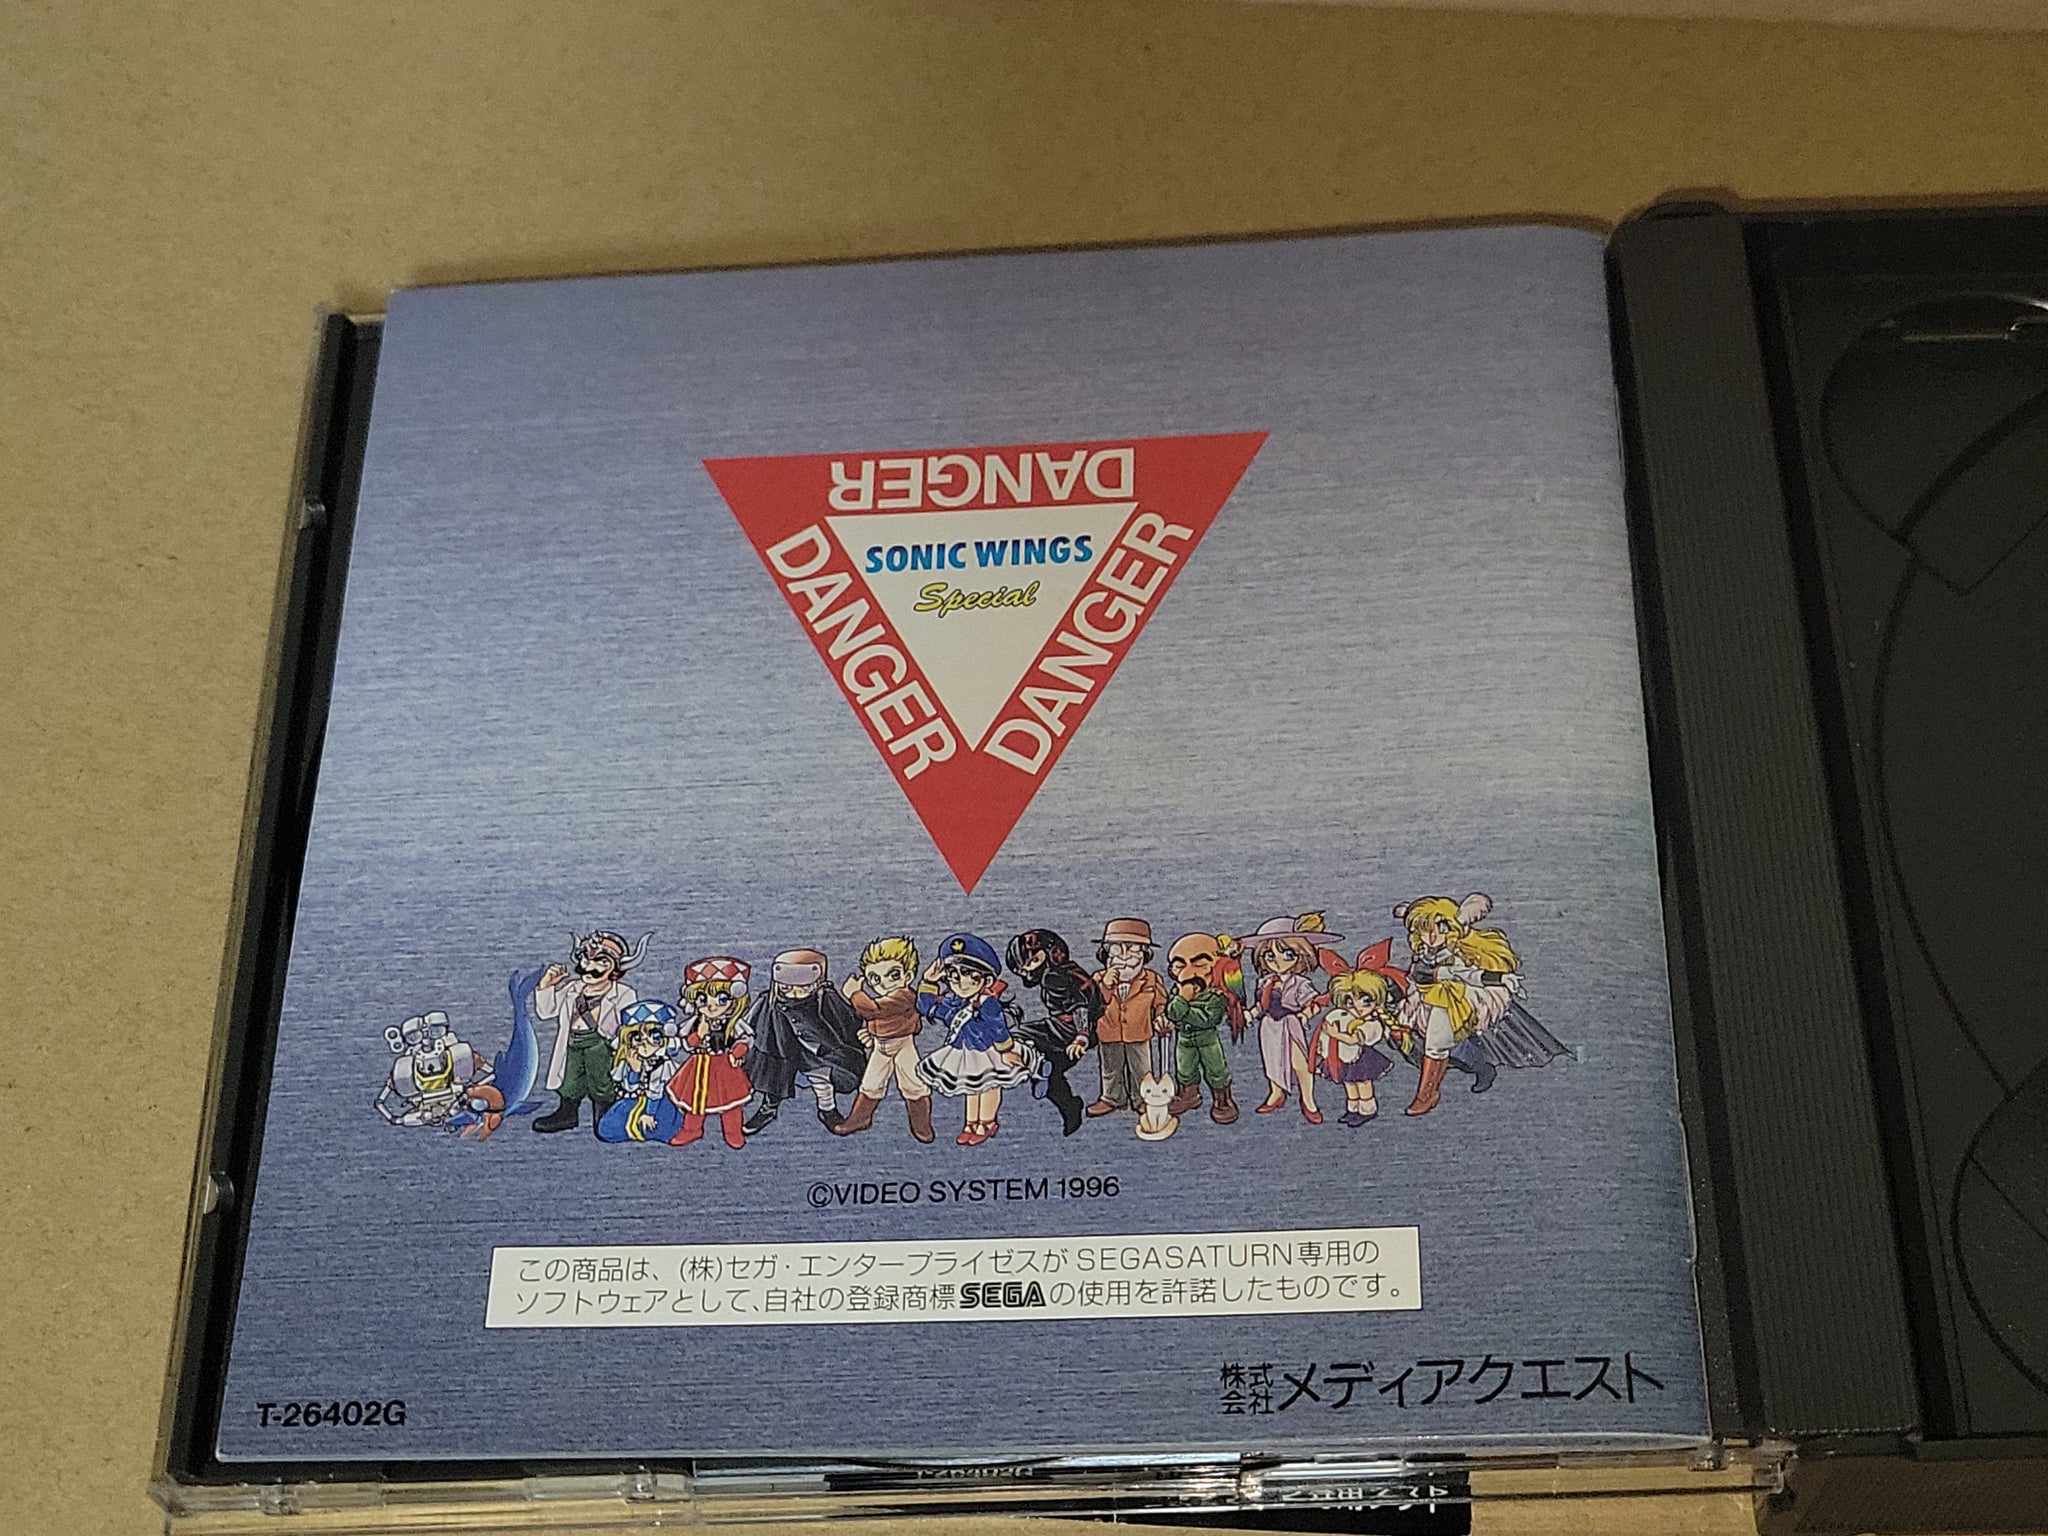 DANGER
DANGER
DANGER
SONIC WINGS
Special
©VIDEO SYSTEM 1996
この商品は、(株)セガ・エンタープライゼスがSEGASATURN専用の
ソフトウェアとして、自社の登録商標SEGAの使用を許諾したものです。
株式会社メディアクエスト
T-26402G